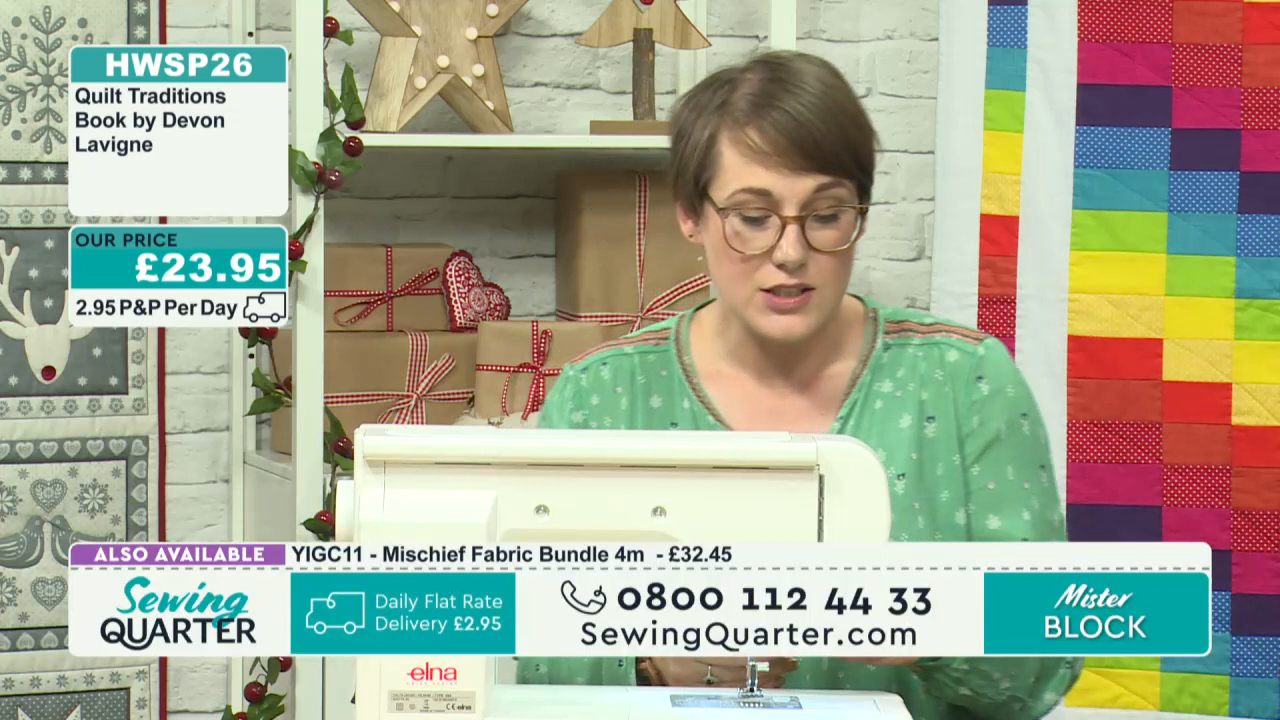 HWSP26
Quilt Traditions
Book by Devon
Lavigne
OUR PRICE
£23.95
2.95 P&P Per Day
ALSO AVAILABLE
YIGC11 - Mischief Fabric Bundle 4m - £32.45
Sewing
QUARTER
Daily Flat Rate
Delivery £2.95
0800 112 44 33
SewingQuarter.com
Mister
BLOCK
elna